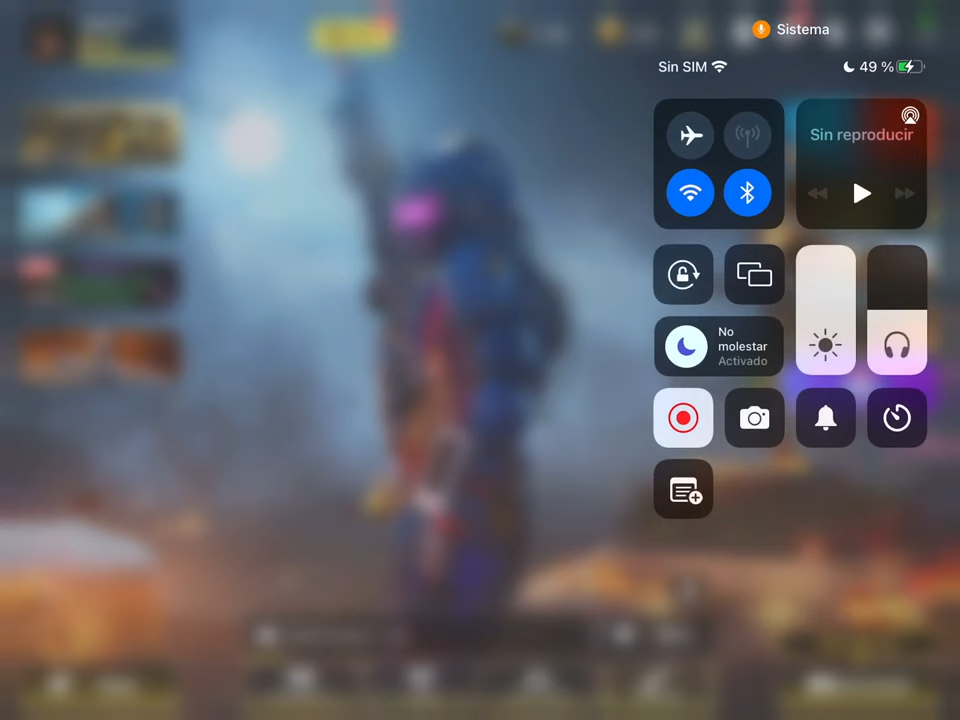 Sistema
Sin SIM
49 %
Sin reproducir
No
molestar
Activado